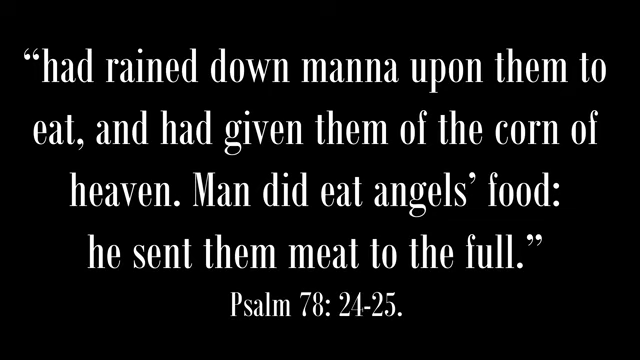 “had rained down manna upon them to
eat, and had given them of the corn of
heaven. Man did eat angels’ food:
he sent them meat to the full.”
Psalm 78: 24-25.